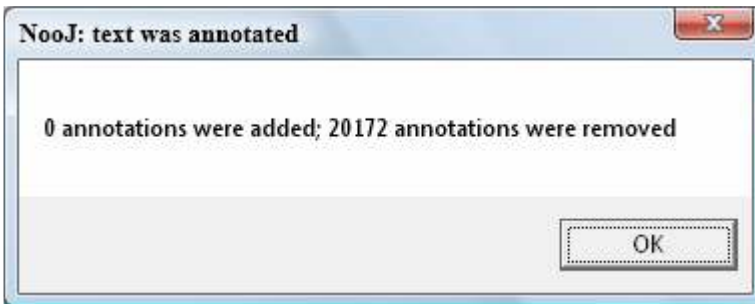 NooJ: text was annotated
0 annotations were added; 20172 annotations were removed
OK